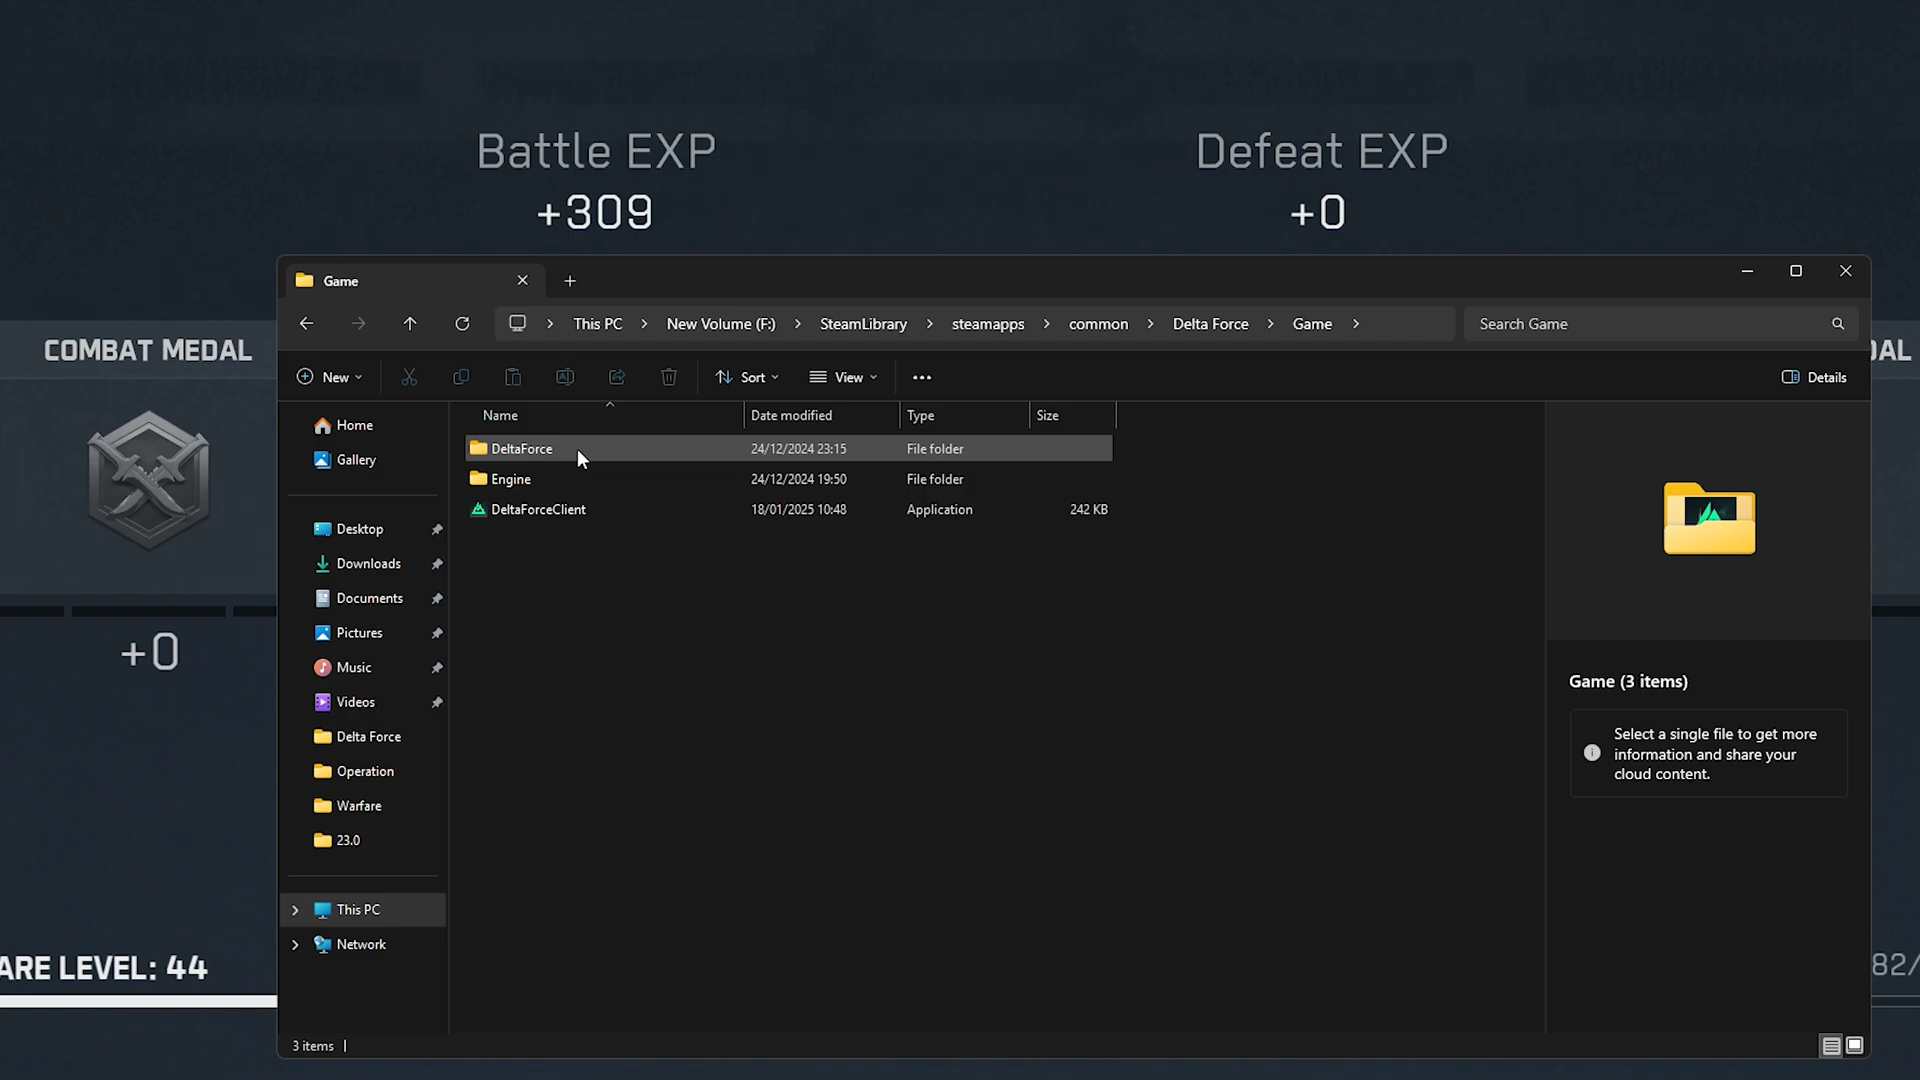 Battle EXP
Defeat EXP
+309
+0
Game
This PC
New Volume (F:)
SteamLibrary
steamapps
common
Delta Force
Game
Search Game
COMBAT MEDAL
DAL
New
Sort
View
Details
Name
Date modified
Type
Size
Home
DeltaForce
24/12/2024 23:15
File folder
Gallery
Engine
24/12/2024 19:50
File folder
DeltaForceClient
18/01/2025 10:48
Application
242 KB
Desktop
Downloads
Documents
Pictures
Music
Videos
Delta Force
Operation
Warfare
23.0
This PC
Network
+0
Game (3 items)
Select a single file to get more
information and share your
cloud content.
ARE LEVEL: 44
82/
3 items